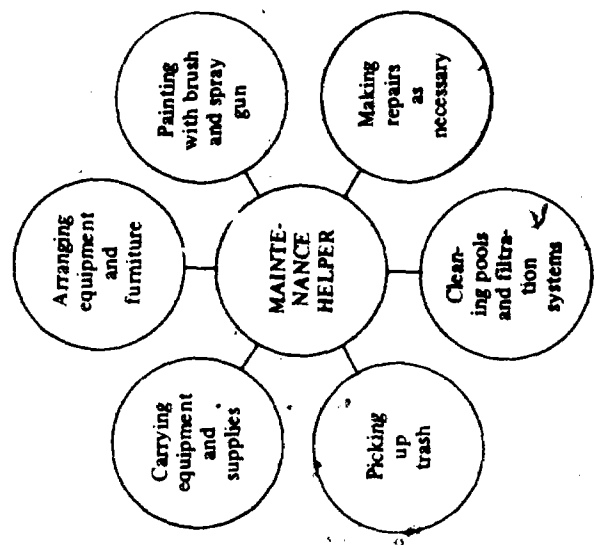 Painting
with brush
and spray
gun
Making
repairs
as
necessary
Arranging
equipment
and
furniture
MAINTE-
NANCE
HELPER
Clean-
ing pools
and filtra-
tion
systems
Carrying
equipment
and
supplies
Picking
up
trash